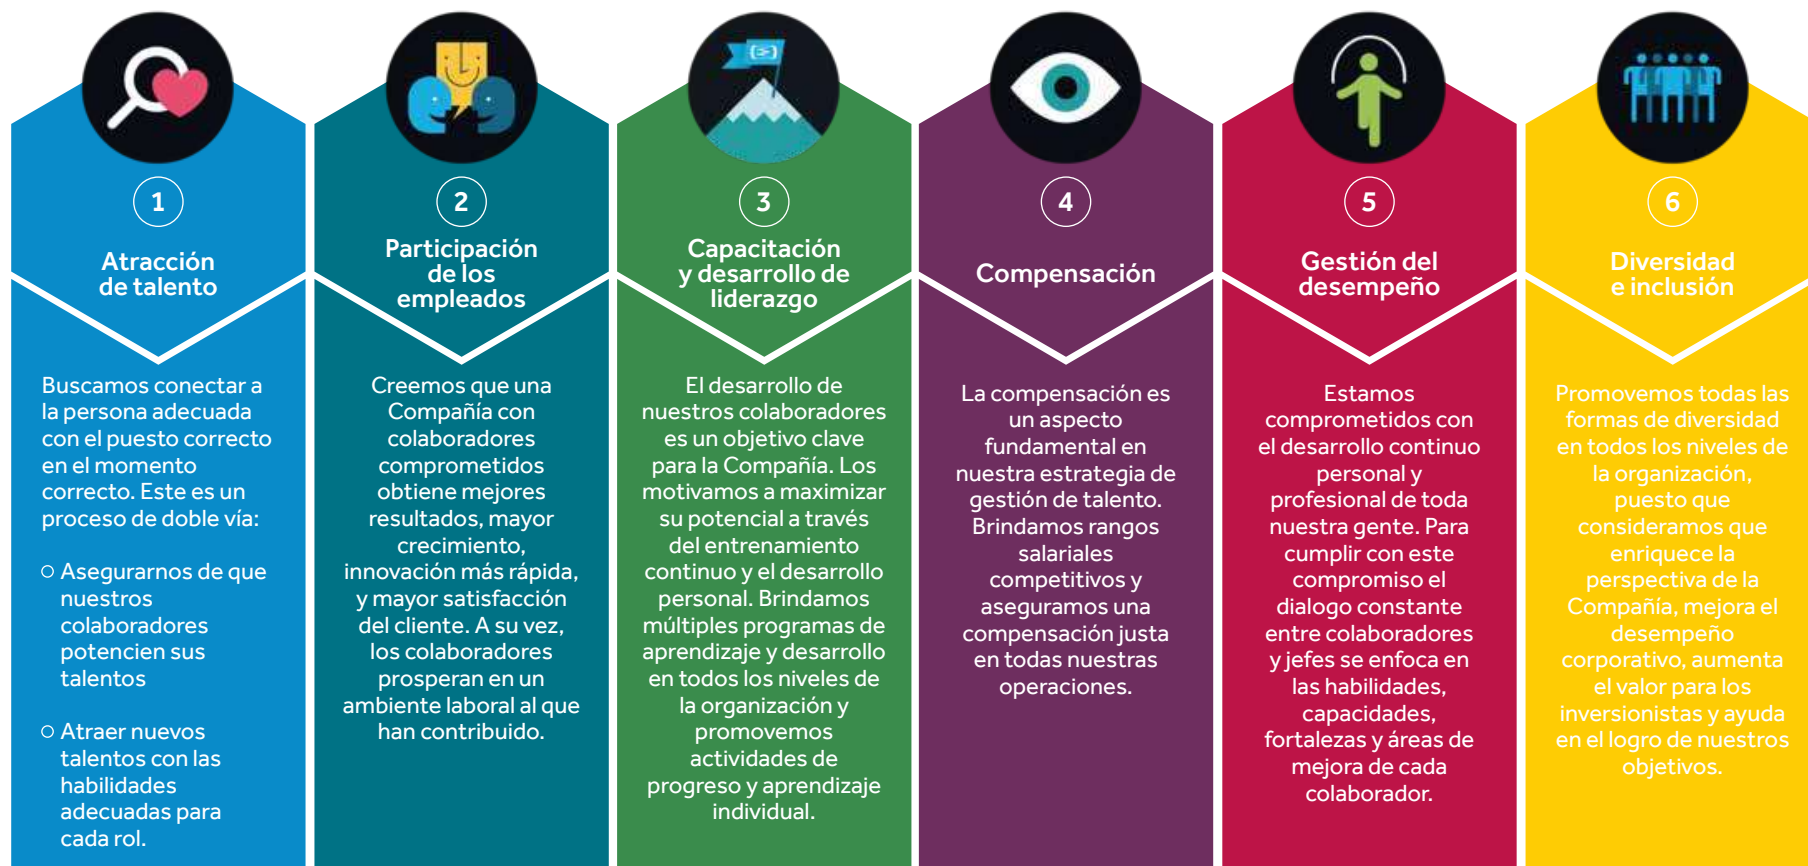 1
Atracción
de talento
Buscamos conectar a
la persona adecuada
con el puesto correcto
en el momento
correcto. Este es un
proceso de doble vía:
Asegurarnos de que
nuestros
colaboradores
potencien sus
talentos
Atraer nuevos
talentos con las
habilidades
adecuadas para
cada rol.
2
Participación
de los
empleados
Creemos que una
Compañía con
colaboradores
comprometidos
obtiene mejores
resultados, mayor
crecimiento,
innovación más rápida,
y mayor satisfacción
del cliente. A su vez,
los colaboradores
prosperan en un
ambiente laboral al que
han contribuido.
3
Capacitación
y desarrollo de
liderazgo
El desarrollo de
nuestros colaboradores
es un objetivo clave
para la Compañía. Los
motivamos a maximizar
su potencial a través
del entrenamiento
continuo y el desarrollo
personal. Brindamos
múltiples programas de
aprendizaje y desarrollo
en todos los niveles de
la organización y
promovemos
actividades de
progreso y aprendizaje
individual.
4
Compensación
La compensación es
un aspecto
fundamental en
nuestra estrategia de
gestión de talento.
Brindamos rangos
salariales
competitivos y
aseguramos una
compensación justa
en todas nuestras
operaciones.
5
Gestión del
desempeño
Estamos
comprometidos con
el desarrollo continuo
personal y
profesional de toda
nuestra gente. Para
cumplir con este
compromiso el
dialogo constante
entre colaboradores
y jefes se enfoca en
las habilidades,
capacidades,
fortalezas y áreas de
mejora de cada
colaborador.
6
Diversidad
e inclusión
Promovemos todas las
formas de diversidad
en todos los niveles de
la organización,
puesto que
consideramos que
enriquece la
perspectiva de la
Compañía, mejora el
desempeño
corporativo, aumenta
el valor para los
inversionistas y ayuda
en el logro de nuestros
objetivos.